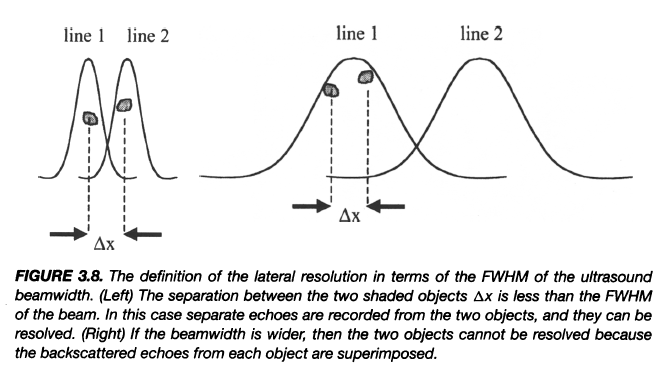 line 1 line 2
line 1 line 2
Δx
Δx
FIGURE 3.8. The definition of the lateral resolution in terms of the FWHM of the ultrasound
beamwidth. (Left) The separation between the two shaded objects Δx is less than the FWHM
of the beam. In this case separate echoes are recorded from the two objects, and they can be
resolved. (Right) If the beamwidth is wider, then the two objects cannot be resolved because
the backscattered echoes from each object are superimposed.